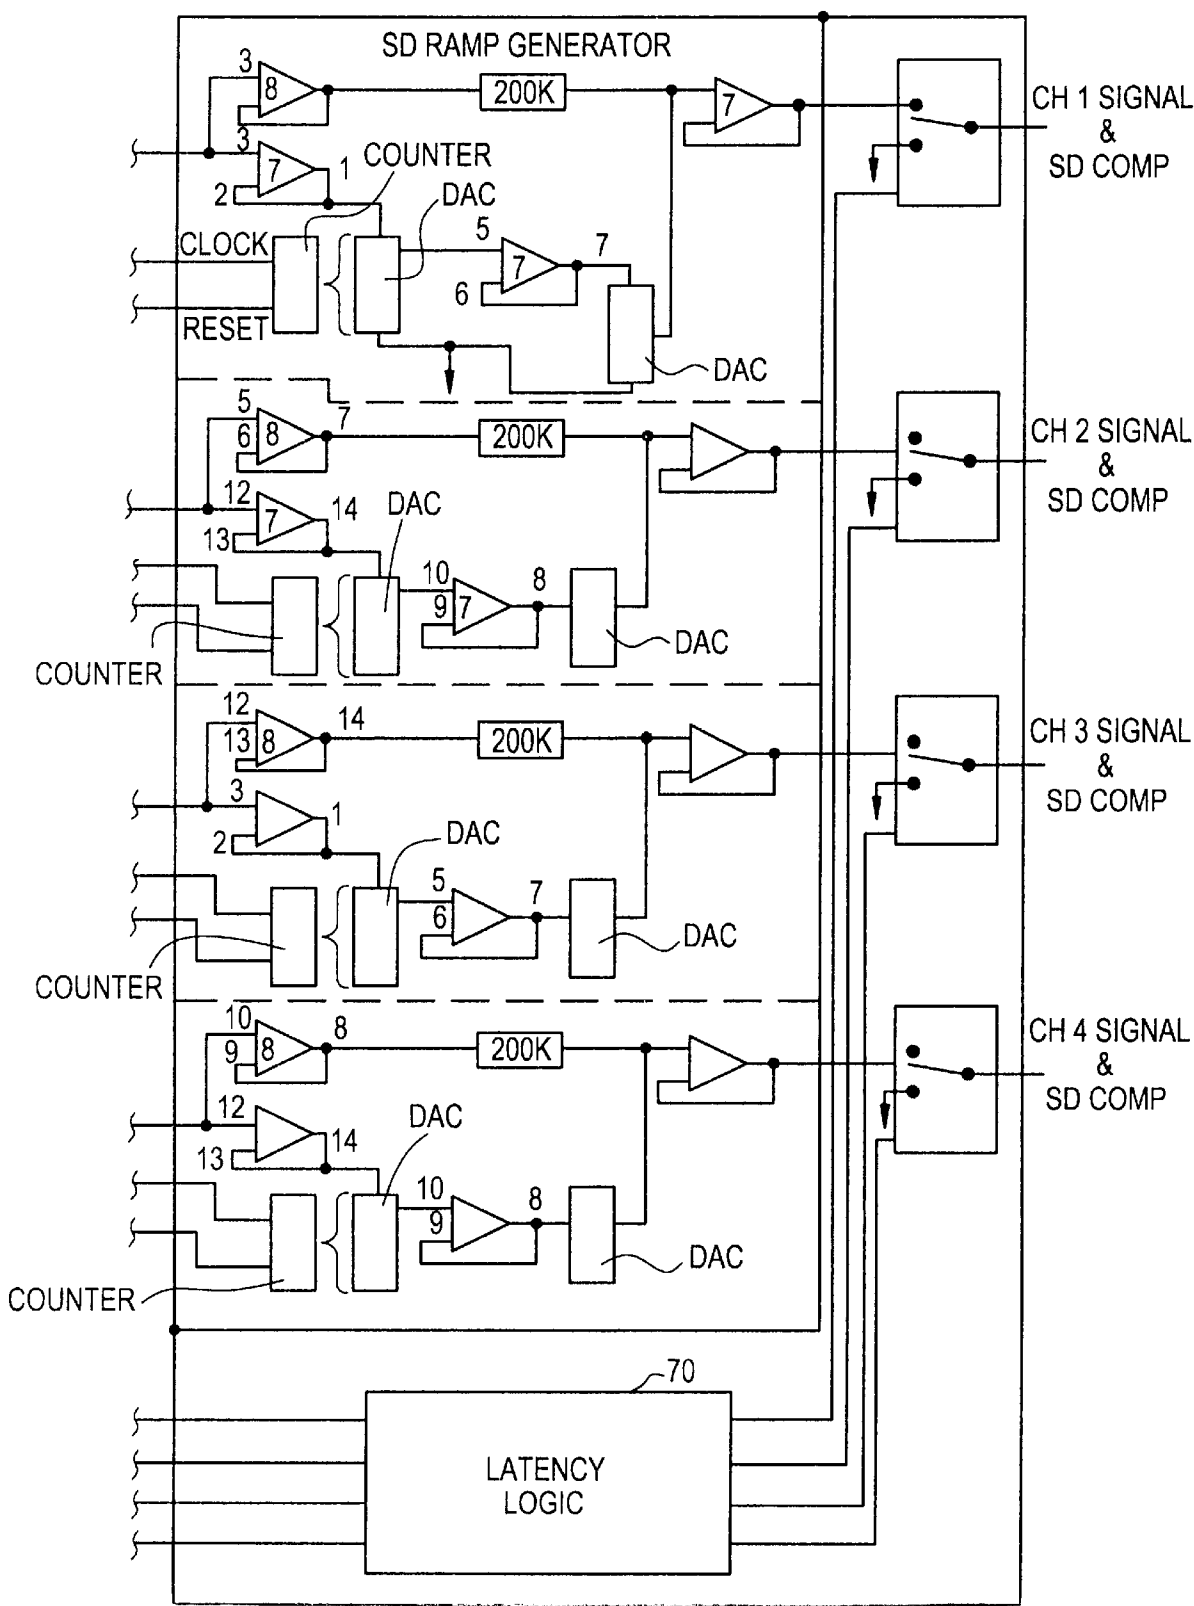 SD RAMP GENERATOR
3
8
200K
7
CH 1 SIGNAL
&
SD COMP
3
7
1
2
COUNTER
DAC
CLOCK
RESET
5
7
6
7
DAC
5
6
8
7
200K
CH 2 SIGNAL
&
SD COMP
12
7
14
13
DAC
10
9
7
8
DAC
COUNTER
12
13
8
14
200K
CH 3 SIGNAL
&
SD COMP
3
1
2
DAC
5
6
7
DAC
COUNTER
10
9
8
8
200K
CH 4 SIGNAL
&
SD COMP
12
14
13
DAC
10
9
8
DAC
COUNTER
70
LATENCY
LOGIC